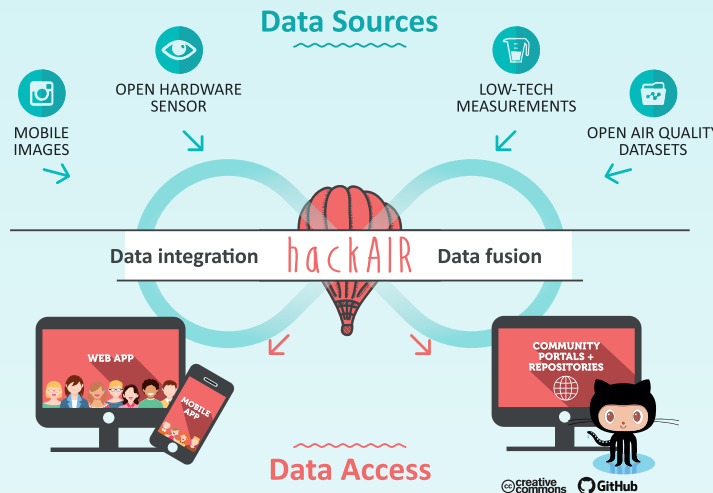 Data Sources
OPEN HARDWARE
SENSOR
LOW-TECH
MEASUREMENTS
MOBILE
IMAGES
OPEN AIR QUALITY
DATASETS
Data integration
hackAIR
Data fusion
WEB APP
MOBILE
APP
COMMUNITY
PORTALS +
REPOSITORIES
Data Access
cc creative
commons
GitHub